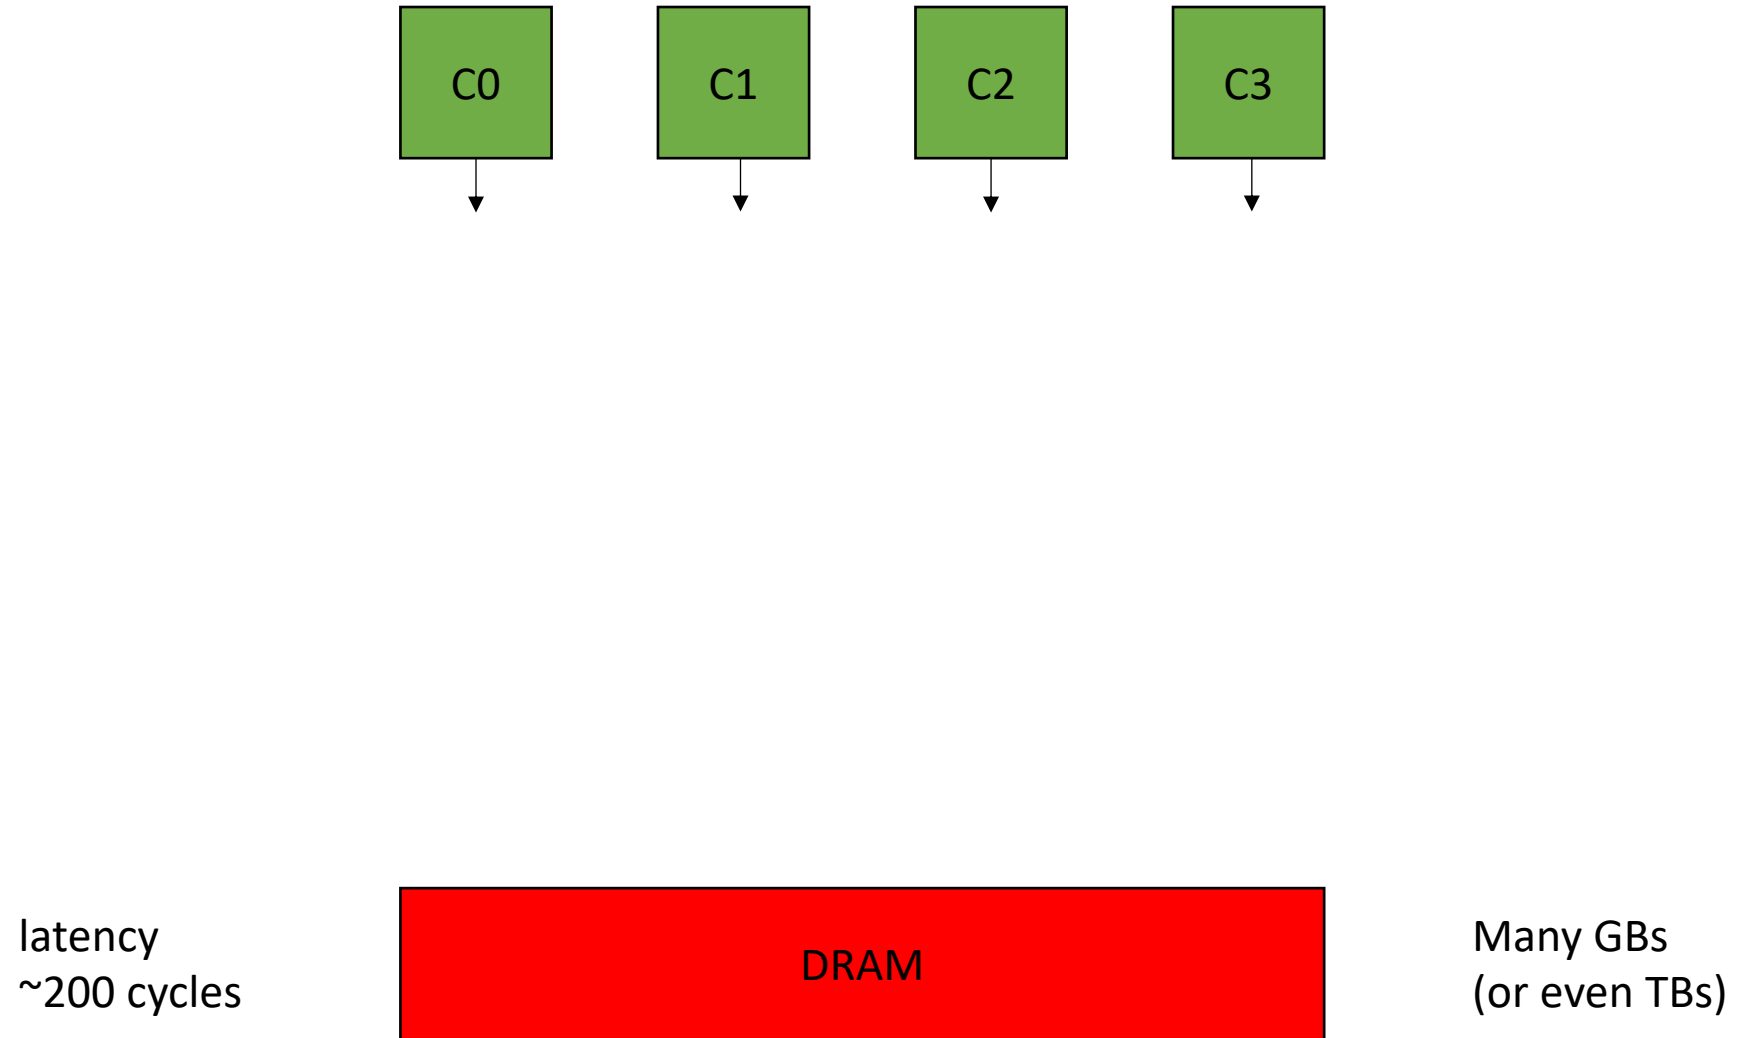 C0
C1
C2
C3
latency
~200 cycles
DRAM
Many GBs
(or even TBs)